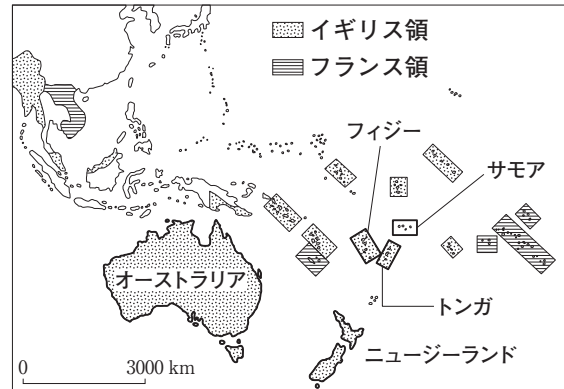 イギリス領
フランス領
フィジー
サモア
オーストラリア
トンガ
ニュージーランド
0 3000 km